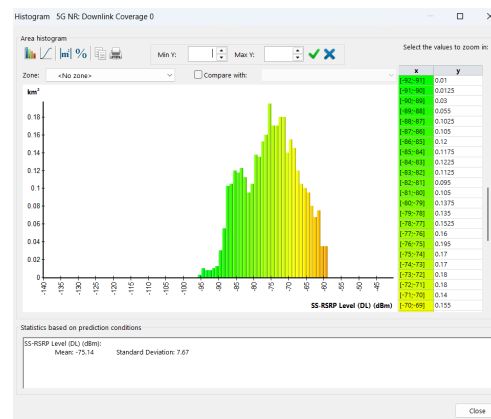 Histogram 5G NR: Downlink Coverage 0
Area histogram
|m| % Min Y: Max Y:
Select the values to zoom in:
Zone: <No zone> Compare with:
km²
0.18
0.16
0.14
0.12
0.1
0.08
0.06
0.04
0.02
0
-140 -135 -130 -125 -120 -115 -110 -105 -100 -95 -90 -85 -80 -75 -70 -65 -60 -55 -50 -45
SS-RSRP Level (DL) (dBm)
x y
[-92;-91] 0.01
[-91;-90] 0.0125
[-90;-89] 0.03
[-89;-88] 0.055
[-88;-87] 0.1025
[-87;-86] 0.105
[-86;-85] 0.12
[-85;-84] 0.1175
[-84;-83] 0.1225
[-83;-82] 0.1125
[-82;-81] 0.095
[-81;-80] 0.105
[-80;-79] 0.1375
[-79;-78] 0.135
[-78;-77] 0.1525
[-77;-76] 0.16
[-76;-75] 0.195
[-75;-74] 0.17
[-74;-73] 0.17
[-73;-72] 0.18
[-72;-71] 0.18
[-71;-70] 0.14
[-70;-69] 0.155
Statistics based on prediction conditions
SS-RSRP Level (DL) (dBm):
Mean: -75.14 Standard Deviation: 7.67
Close